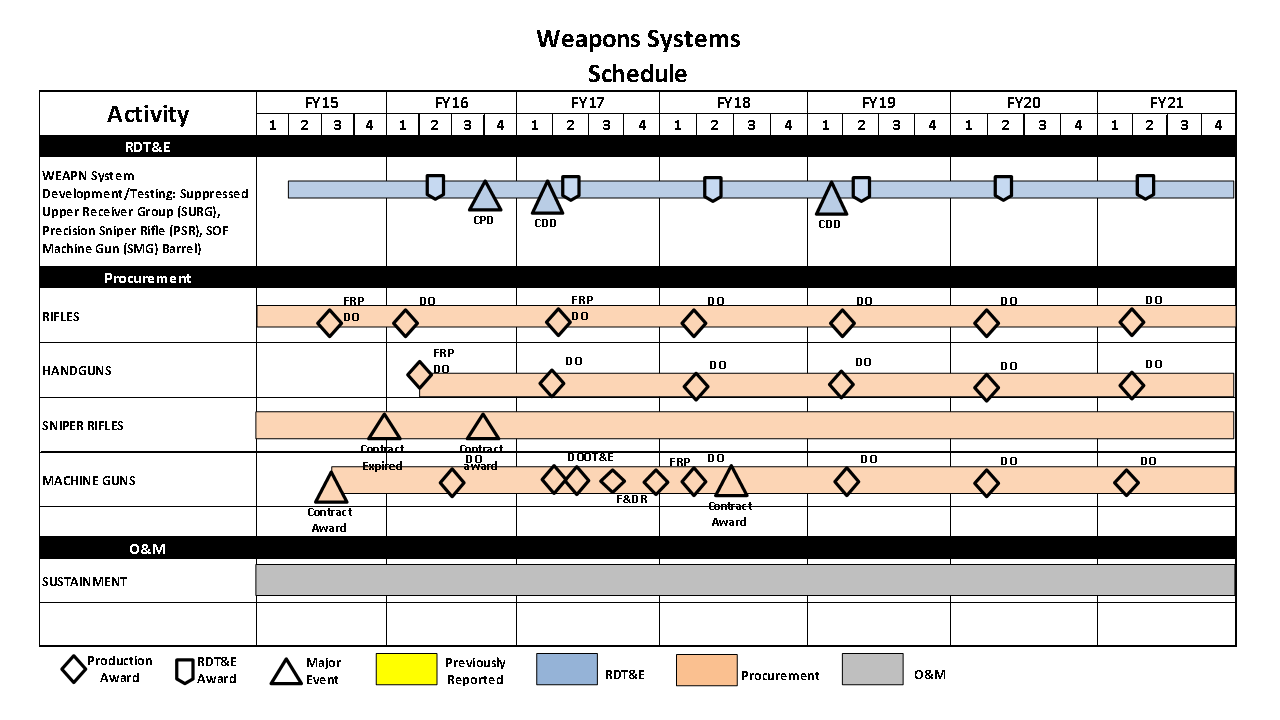 Weapons Systems
Schedule
Activity
FY15 FY16 FY17 FY18 FY19 FY20 FY21
1 2 3 4 1 2 3 4 1 2 3 4 1 2 3 4 1 2 3 4 1 2 3 4 1 2 3 4
RDT&E
WEAPN System
Development/Testing: Suppressed
Upper Receiver Group (SURG),
Precision Sniper Rifle (PSR), SOF
Machine Gun (SMG) Barrel)
CPD
CDD
CDD
Procurement
RIFLES
FRP
DO
DO
FRP
DO
DO
DO
DO
DO
HANDGUNS
FRP
DO
DO
DO
DO
DO
DO
SNIPER RIFLES
Contract
Expired
Contract
award
MACHINE GUNS
Contract
Award
DO
DOOT&E
F&DR
FRP
DO
Contract
Award
DO
DO
DO
O&M
SUSTAINMENT
Production
Award
RDT&E
Award
Major
Event
Previously
Reported
RDT&E
Procurement
O&M